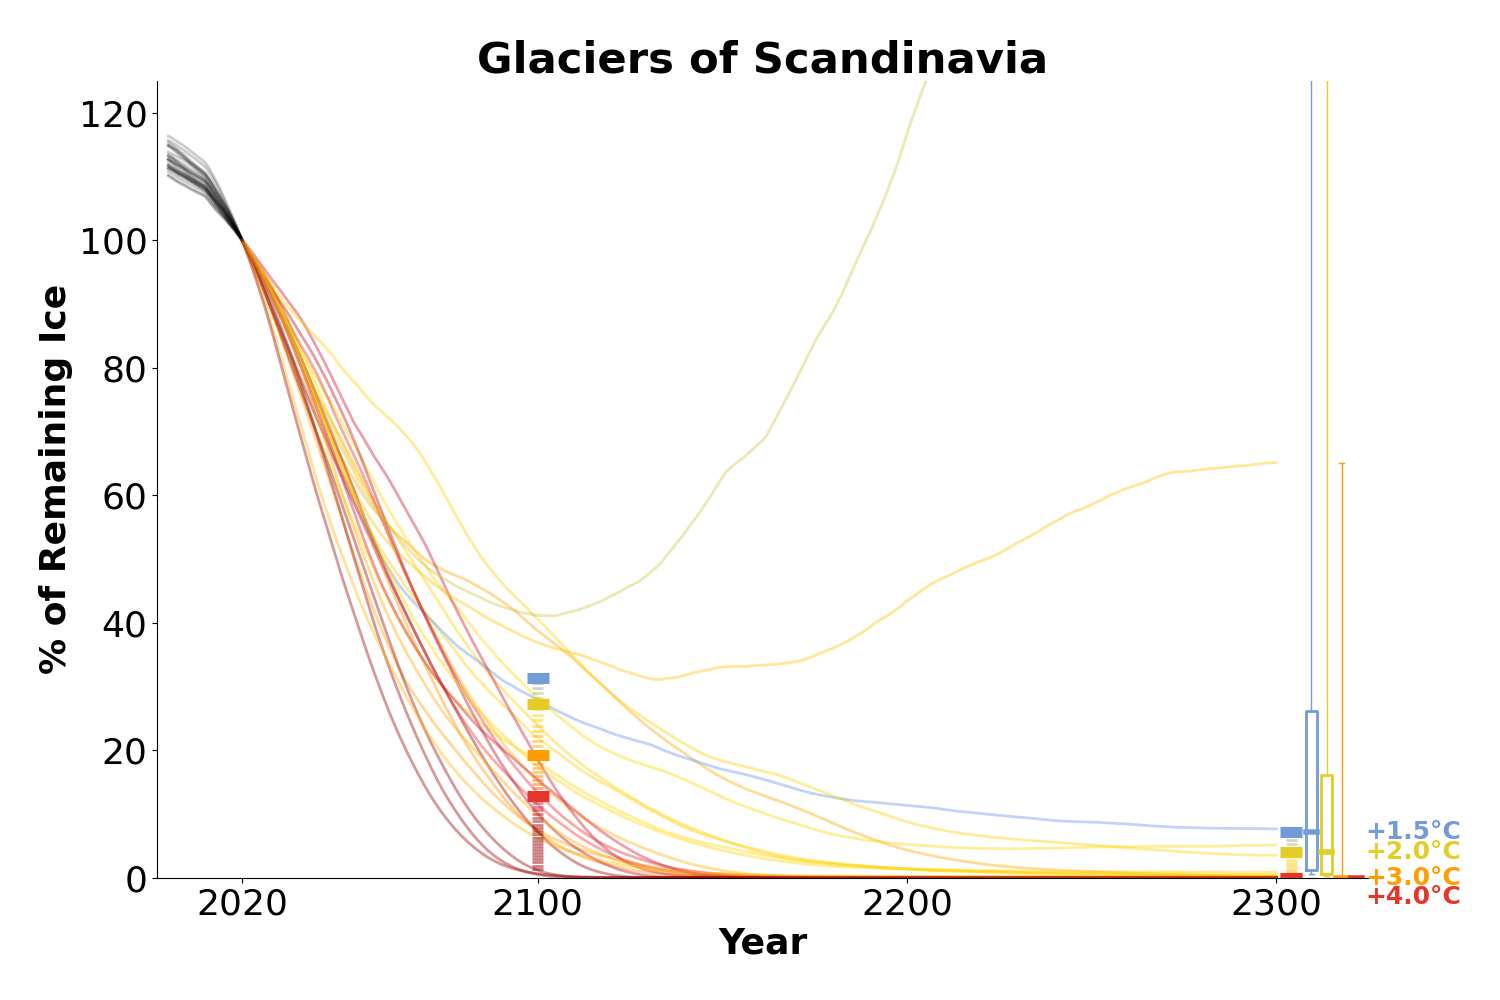 Glaciers of Scandinavia
% of Remaining Ice
120
100
80
60
40
20
0
2020
2100
2200
2300
Year
+1.5°C
+2.0°C
+3.0°C
+4.0°C